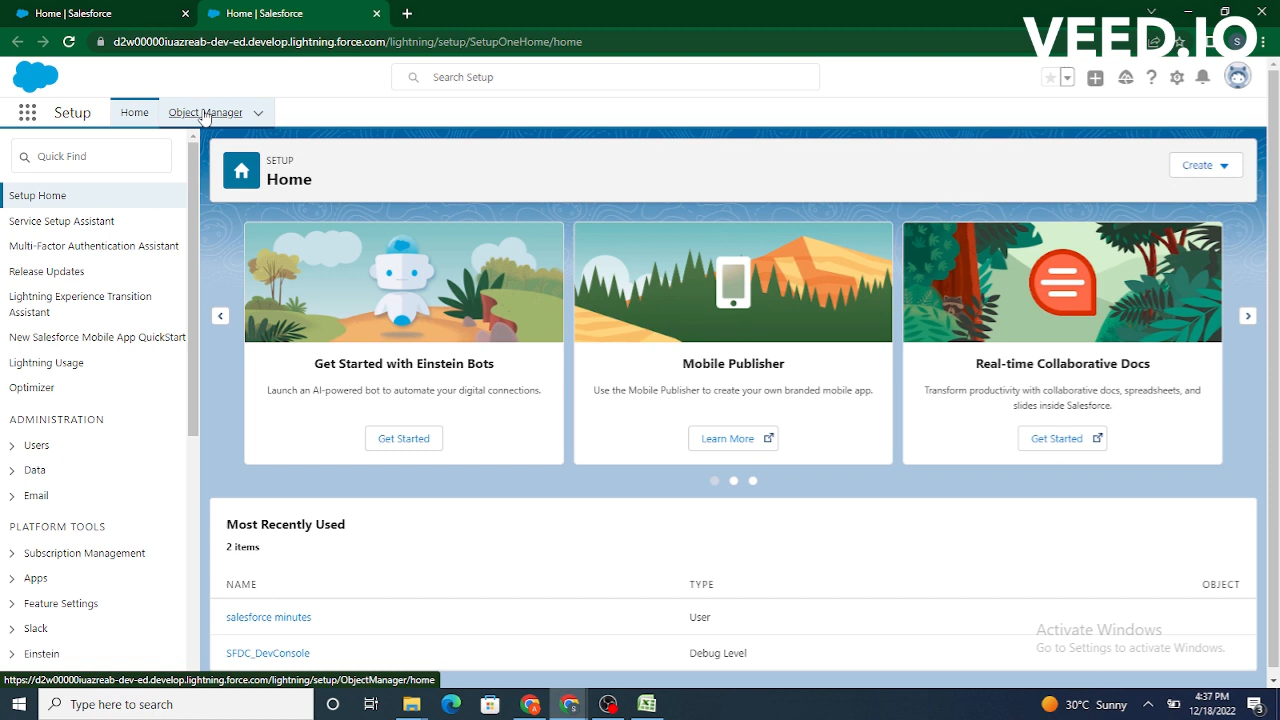 Home | Salesforce
Home | Salesforce
d2w00000iuazreab-dev-ed.develop.lightning.force.com/lightning/setup/SetupOneHome/home
VEED.IO
S
Search Setup
Setup
Home
Object Manager
Quick Find
SETUP
Home
Create
Setup Home
Service Setup Assistant
Multi-Factor Authentication Assistant
Release Updates
Lightning Experience Transition
Assistant
New Salesforce Mobile App QuickStart
Lightning Usage
Optimizer
ADMINISTRATION
Users
Data
Email
PLATFORM TOOLS
Subscription Management
Apps
Feature Settings
Slack
Einstein
Get Started with Einstein Bots
Launch an AI-powered bot to automate your digital connections.
Get Started
Mobile Publisher
Use the Mobile Publisher to create your own branded mobile app.
Learn More
Real-time Collaborative Docs
Transform productivity with collaborative docs, spreadsheets, and
slides inside Salesforce.
Get Started
Most Recently Used
2 items
NAME
TYPE
OBJECT
salesforce minutes
User
SFDC_DevConsole
Debug Level
Activate Windows
Go to Settings to activate Windows.
https://d2w00000iuazreab-dev-ed.develop.lightning.force.com/lightning/setup/ObjectManager/home
Type here to search
30°C Sunny
4:37 PM
12/18/2022
3